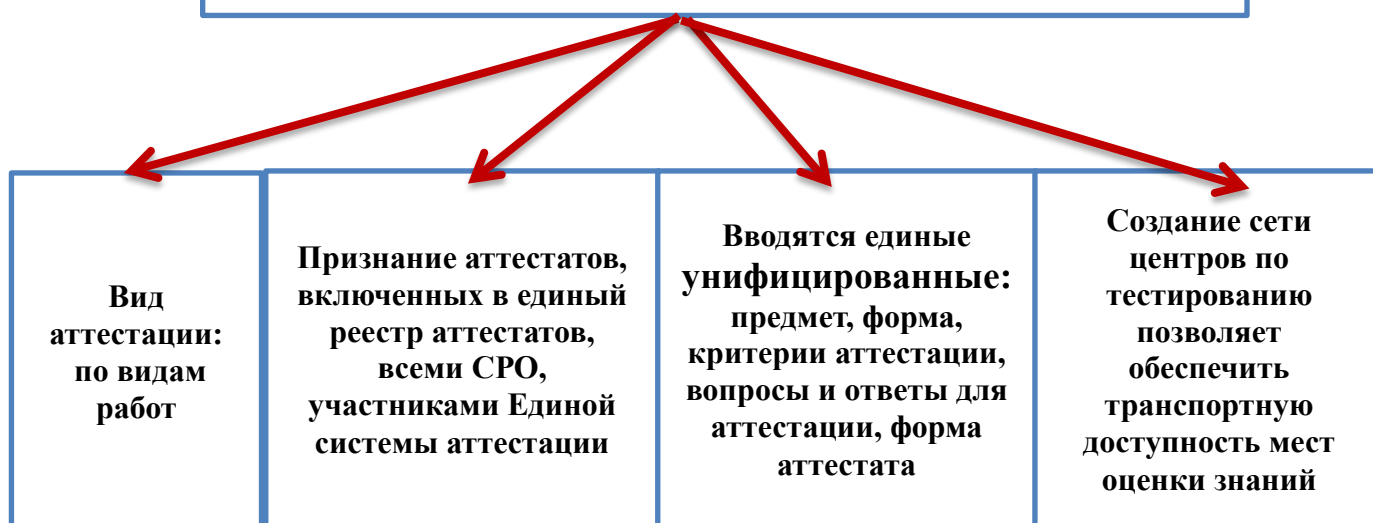 Вид
аттестации:
по видам
работ
Признание аттестатов,
включенных в единый
реестр аттестатов,
всеми СРО,
участниками Единой
системы аттестации
Вводятся единые
унифицированные:
предмет, форма,
критерии аттестации,
вопросы и ответы для
аттестации, форма
аттестата
Создание сети
центров по
тестированию
позволяет
обеспечить
транспортную
доступность мест
оценки знаний